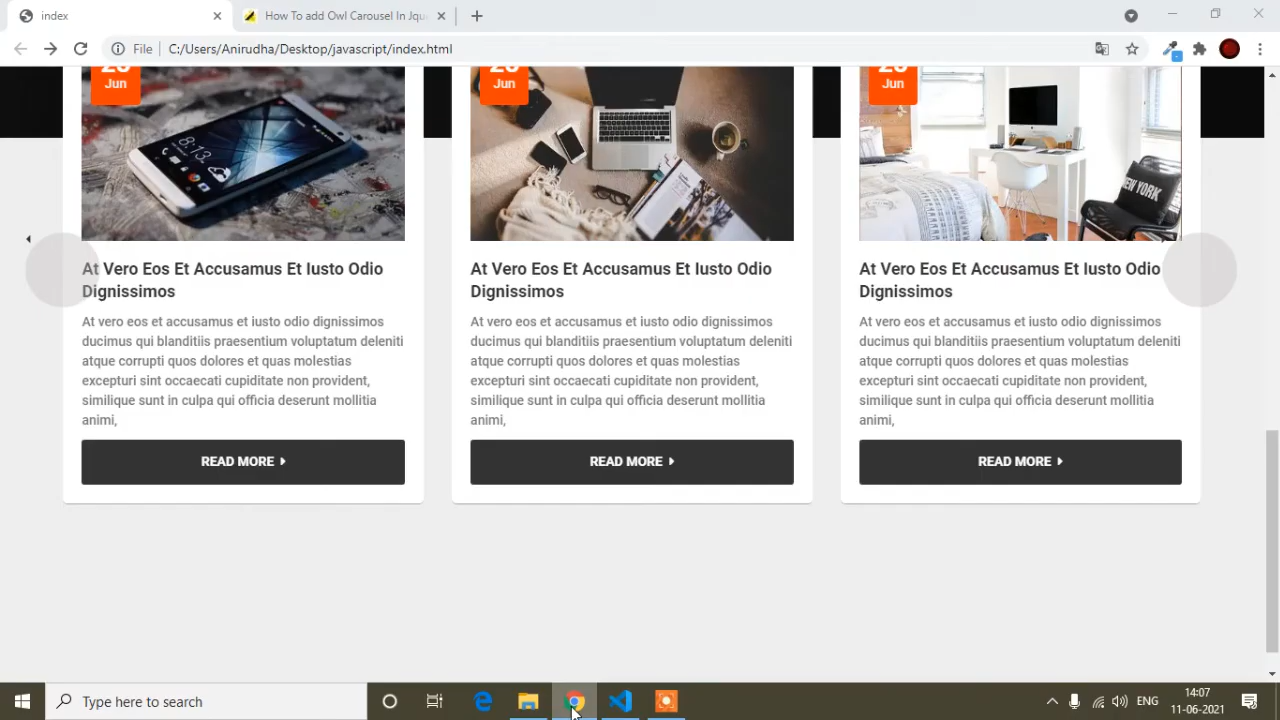 index
How To add Owl Carousel In Jqu
File
C:/Users/Anirudha/Desktop/javascript/index.html
Jun
Jun
Jun
NEW YORK
8:13
At Vero Eos Et Accusamus Et Iusto Odio
Dignissimos
At vero eos et accusamus et iusto odio dignissimos
ducimus qui blanditiis praesentium voluptatum deleniti
atque corrupti quos dolores et quas molestias
excepturi sint occaecati cupiditate non provident,
similique sunt in culpa qui officia deserunt mollitia
animi,
READ MORE
At Vero Eos Et Accusamus Et Iusto Odio
Dignissimos
At vero eos et accusamus et iusto odio dignissimos
ducimus qui blanditiis praesentium voluptatum deleniti
atque corrupti quos dolores et quas molestias
excepturi sint occaecati cupiditate non provident,
similique sunt in culpa qui officia deserunt mollitia
animi,
READ MORE
At Vero Eos Et Accusamus Et Iusto Odio
Dignissimos
At vero eos et accusamus et iusto odio dignissimos
ducimus qui blanditiis praesentium voluptatum deleniti
atque corrupti quos dolores et quas molestias
excepturi sint occaecati cupiditate non provident,
similique sunt in culpa qui officia deserunt mollitia
animi,
READ MORE
Type here to search
ENG
14:07
11-06-2021